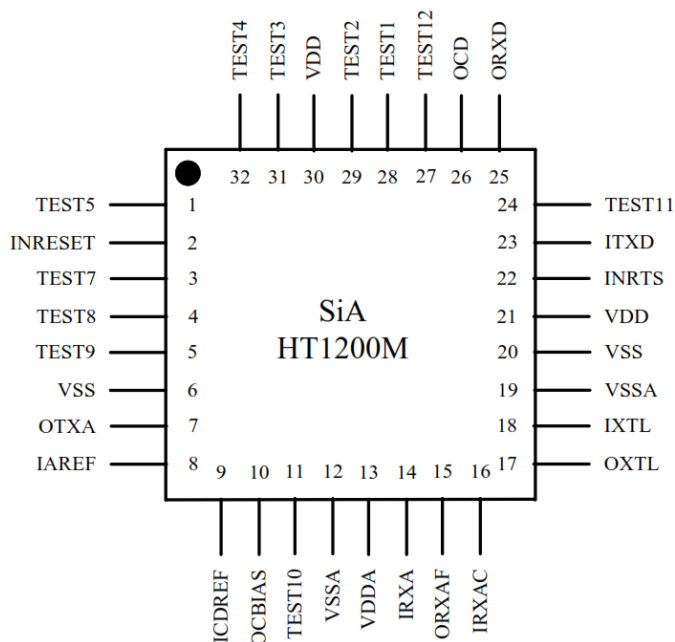 TEST4 TEST3 VDD TEST2 TEST1 TEST12 OCD ORXD
32 31 30 29 28 27 26 25
TEST5 1 24 TEST11
INRESET 2 23 ITXD
TEST7 3 22 INRTS
TEST8 4 SiA 21 VDD
TEST9 5 HT1200M 20 VSS
VSS 6 19 VSSA
OTXA 7 18 IXTL
IAREF 8 17 OXTL
9 10 11 12 13 14 15 16
ICDREF OCBIAS TEST10 VSSA VDDA IRXA ORXAF IRXAC